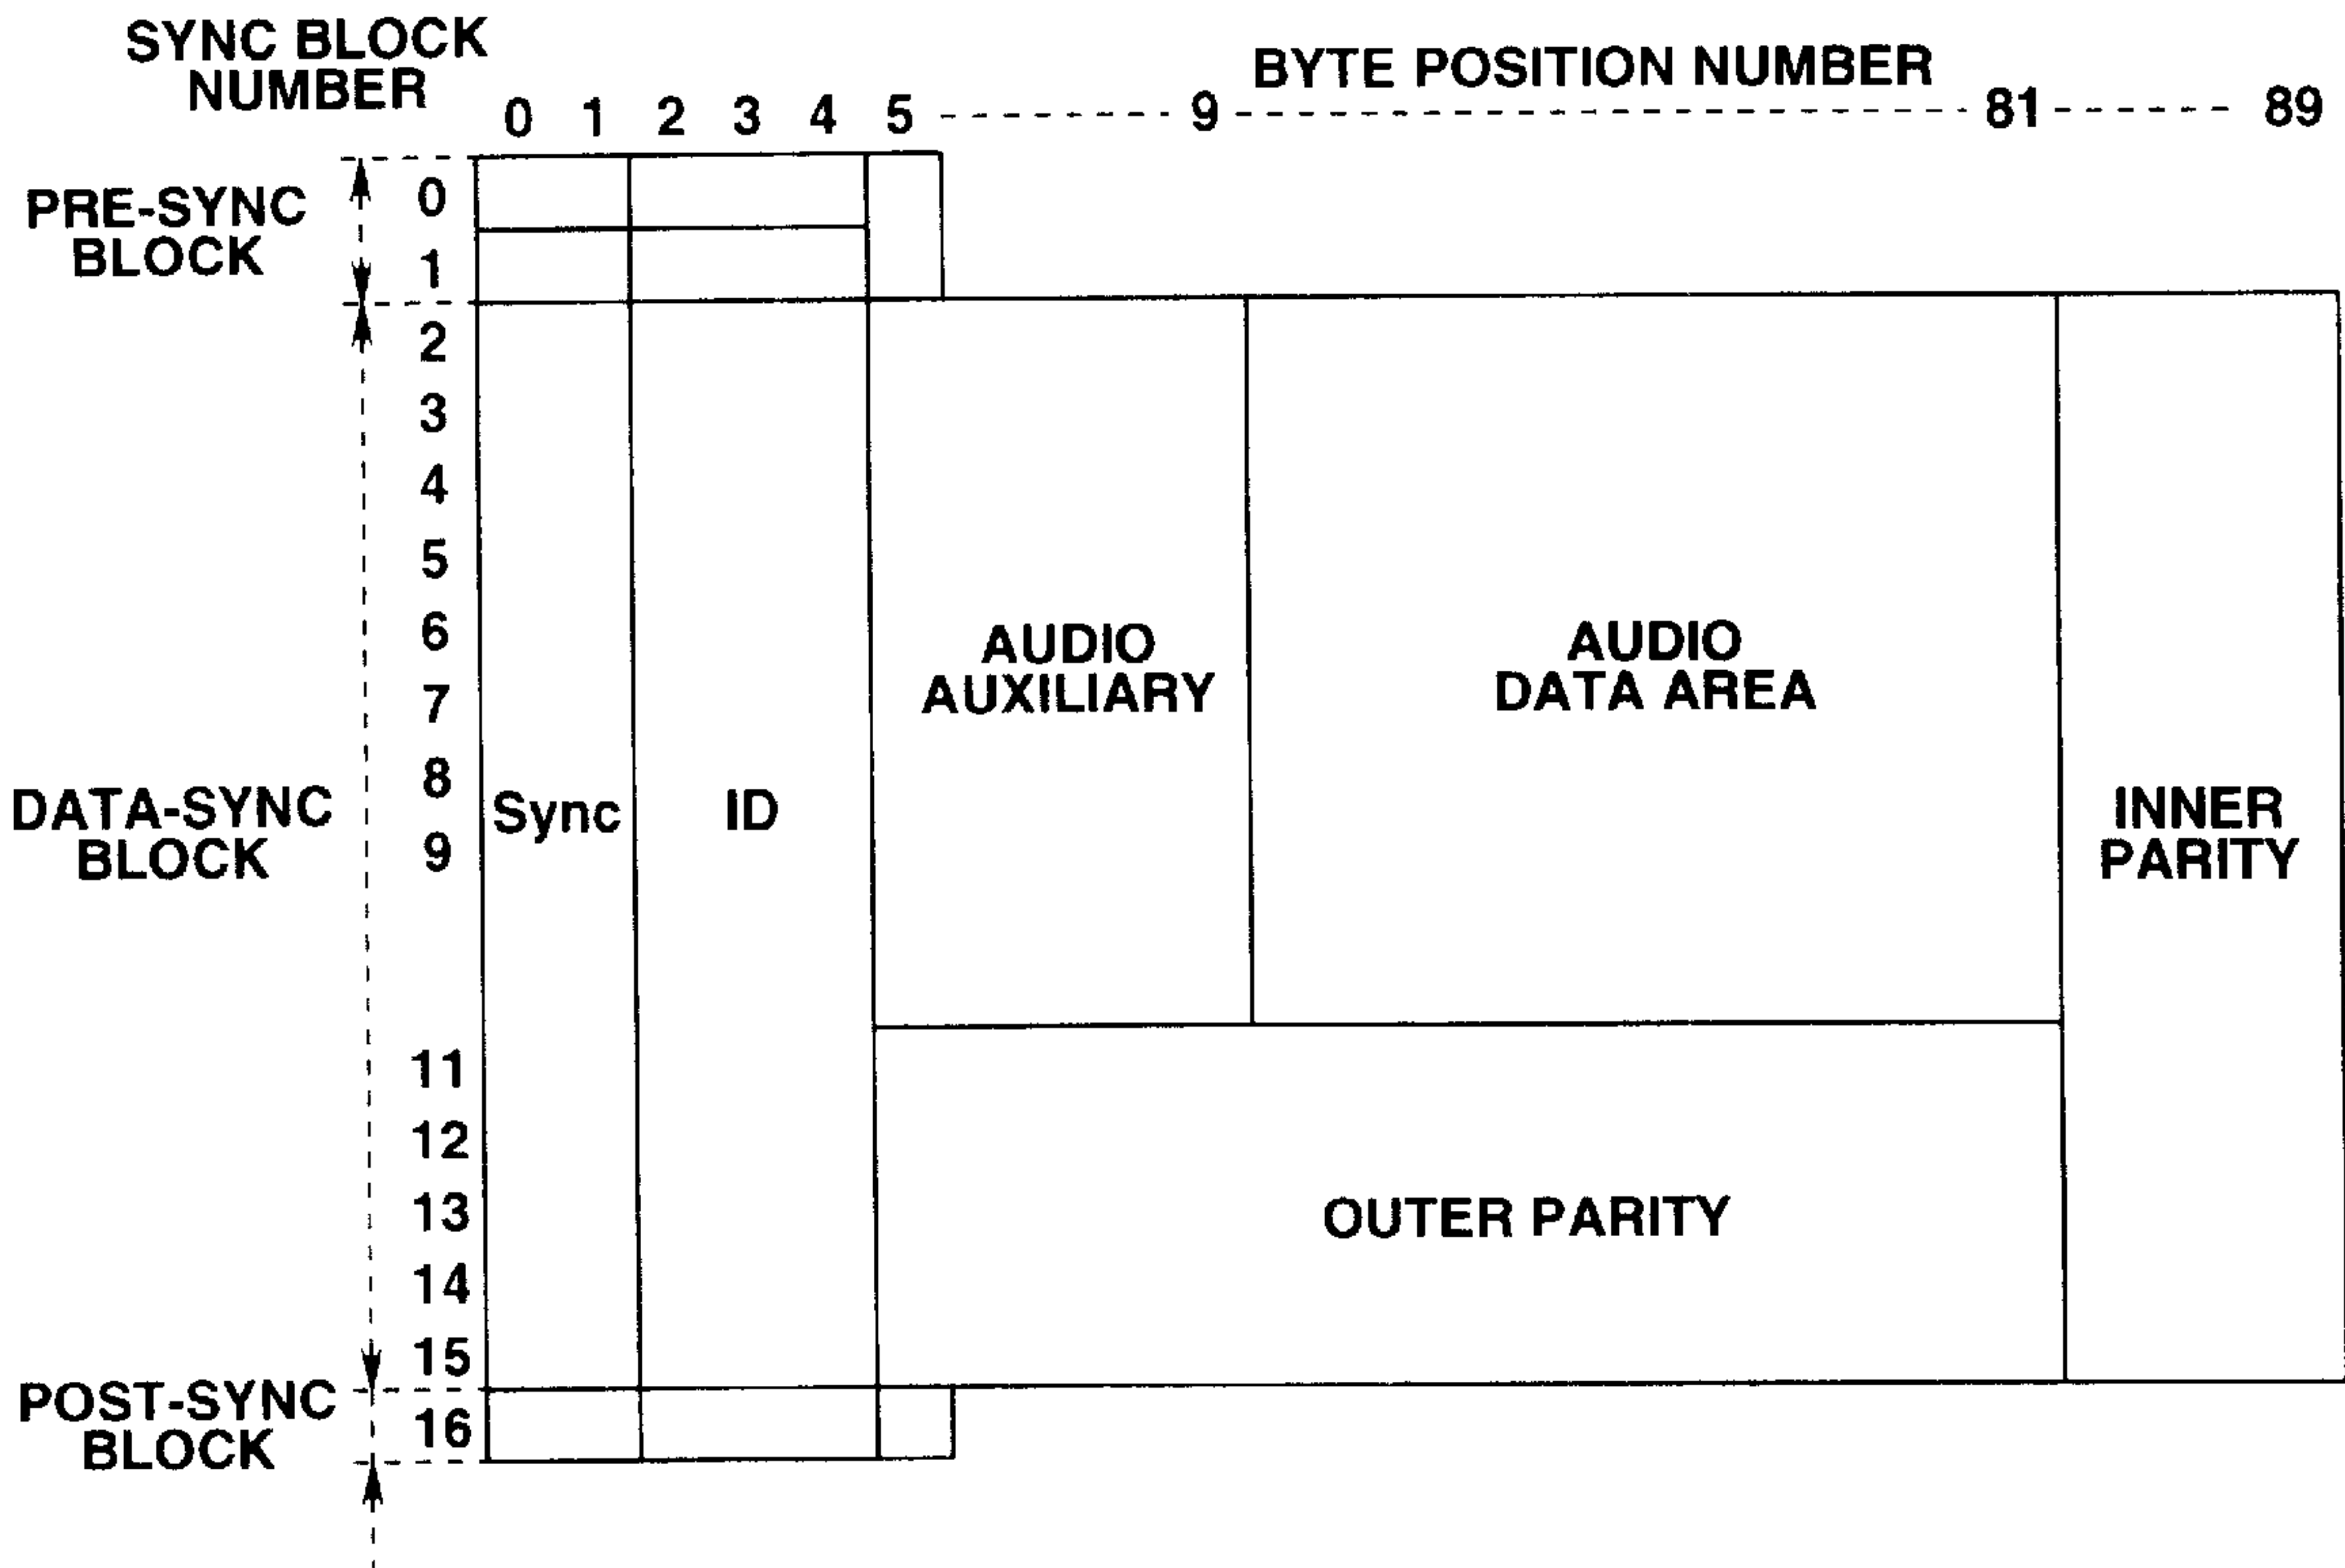 SYNC BLOCK
NUMBER
BYTE POSITION NUMBER
0 1 2 3 4 5 9 81 89
PRE-SYNC
BLOCK
0
1
2
3
4
5
6
7
8
9
11
12
13
14
15
16
AUDIO
AUXILIARY
AUDIO
DATA AREA
DATA-SYNC
BLOCK
Sync
ID
INNER
PARITY
OUTER PARITY
POST-SYNC
BLOCK